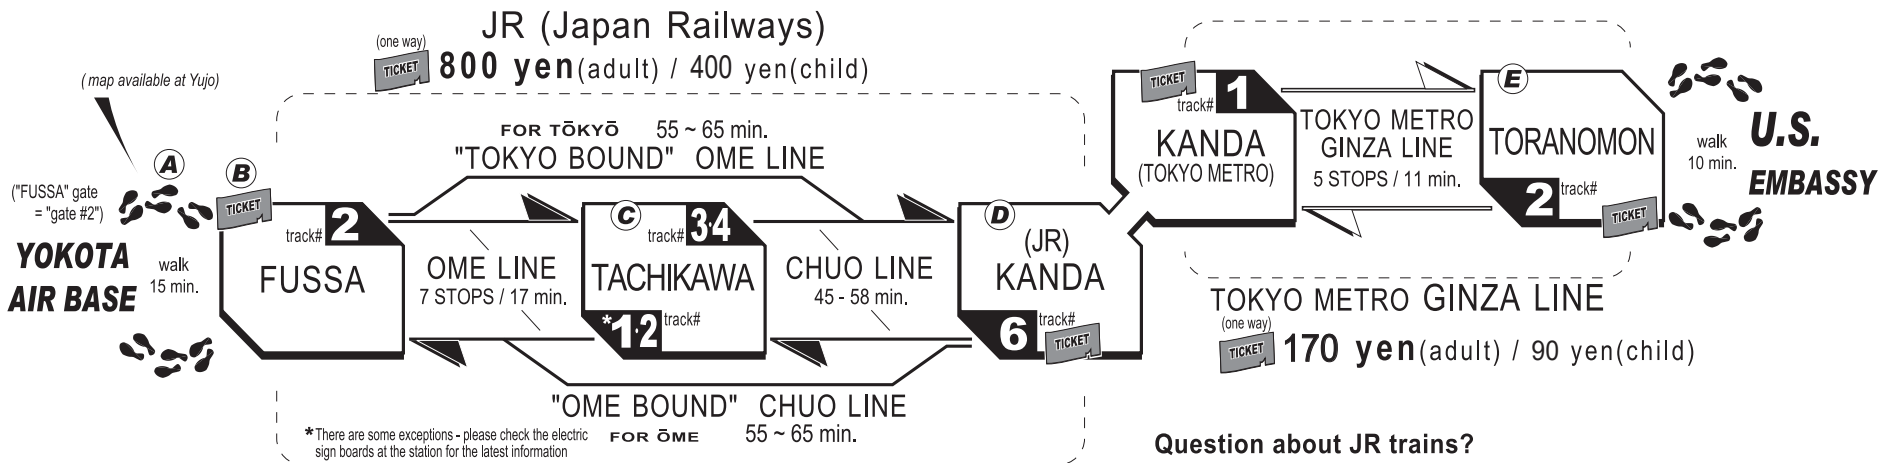 JR (Japan Railways)
(one way)
TICKET 800 yen(adult) / 400 yen(child)
( map available at Yujo)
FOR TŌKYŌ 55 ~ 65 min.
"TOKYO BOUND" OME LINE
A
B
("FUSSA" gate
= "gate #2")
TICKET
YOKOTA
AIR BASE
walk
15 min.
track# 2
FUSSA
OME LINE
7 STOPS / 17 min.
C
track# 3·4
TACHIKAWA
*1·2 track#
CHUO LINE
45 - 58 min.
D
(JR)
KANDA
6 track#
TICKET
"OME BOUND" CHUO LINE
FOR ŌME 55 ~ 65 min.
*There are some exceptions - please check the electric
sign boards at the station for the latest information
TICKET
track# 1
KANDA
(TOKYO METRO)
TOKYO METRO
GINZA LINE
5 STOPS / 11 min.
E
TORANOMON
2 track#
TICKET
walk
10 min.
U.S.
EMBASSY
TOKYO METRO GINZA LINE
(one way)
TICKET 170 yen(adult) / 90 yen(child)
Question about JR trains?